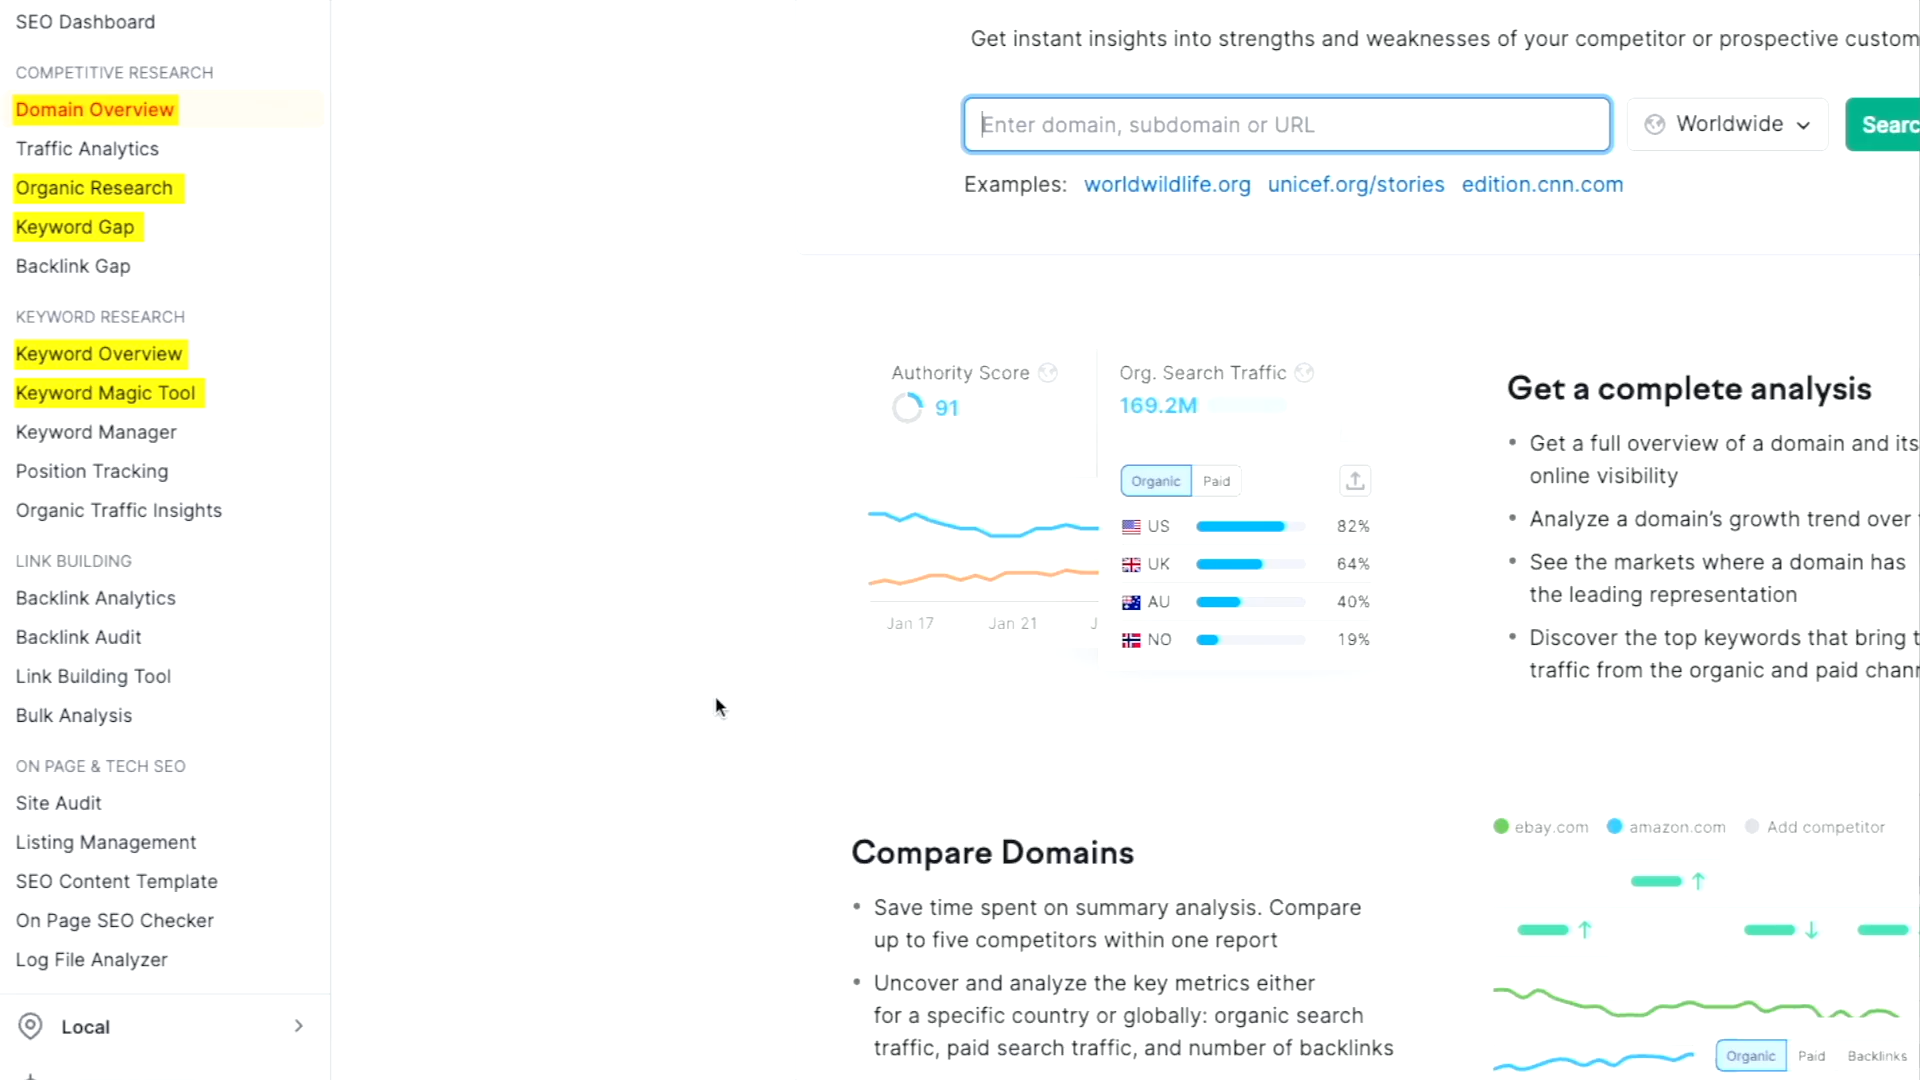 SEO Dashboard
COMPETITIVE RESEARCH
Domain Overview
Traffic Analytics
Organic Research
Keyword Gap
Backlink Gap
KEYWORD RESEARCH
Keyword Overview
Keyword Magic Tool
Keyword Manager
Position Tracking
Organic Traffic Insights
LINK BUILDING
Backlink Analytics
Backlink Audit
Link Building Tool
Bulk Analysis
ON PAGE & TECH SEO
Site Audit
Listing Management
SEO Content Template
On Page SEO Checker
Log File Analyzer
Local
Get instant insights into strengths and weaknesses of your competitor or prospective custom
Enter domain, subdomain or URL
Worldwide
Searc
Examples: worldwildlife.org unicef.org/stories edition.cnn.com
Authority Score
91
Org. Search Traffic
169.2M
Organic Paid
US 82%
UK 64%
AU 40%
NO 19%
Jan 17 Jan 21 J
Get a complete analysis
• Get a full overview of a domain and its
online visibility
• Analyze a domain's growth trend over
• See the markets where a domain has
the leading representation
• Discover the top keywords that bring t
traffic from the organic and paid chan
Compare Domains
• Save time spent on summary analysis. Compare
up to five competitors within one report
• Uncover and analyze the key metrics either
for a specific country or globally: organic search
traffic, paid search traffic, and number of backlinks
ebay.com amazon.com Add competitor
Organic Paid Backlinks